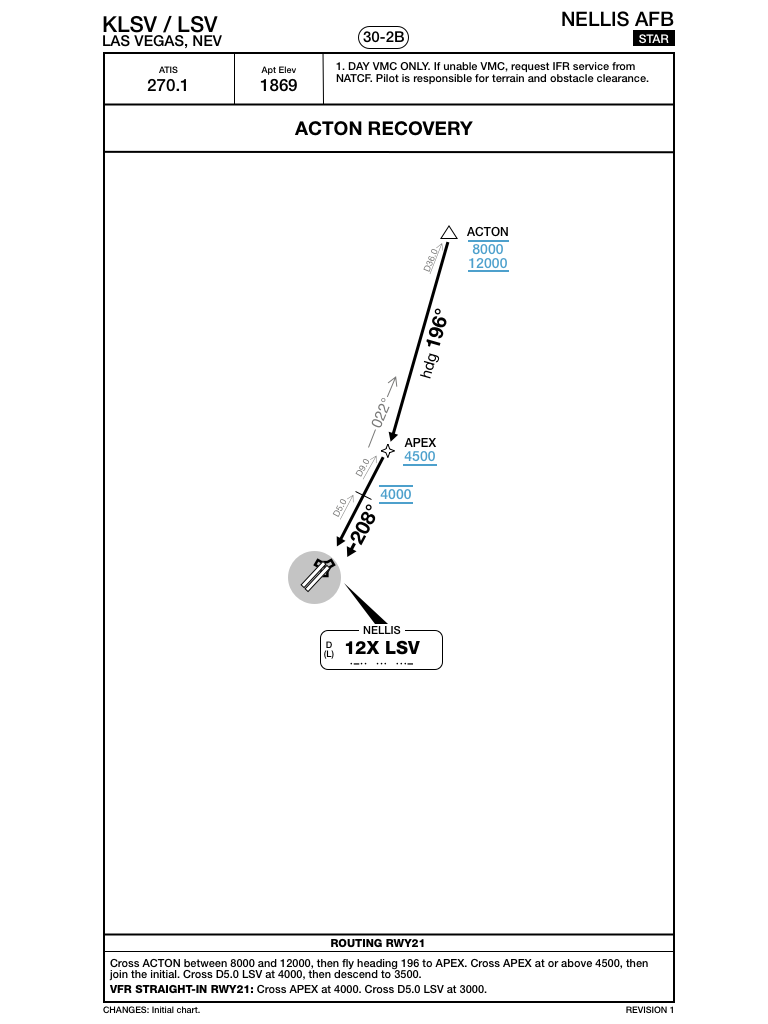 KLSV / LSV
LAS VEGAS, NEV
30-2B
NELLIS AFB
STAR
ATIS
270.1
Apt Elev
1869
1. DAY VMC ONLY. If unable VMC, request IFR service from
NATCF. Pilot is responsible for terrain and obstacle clearance.
ACTON RECOVERY
ACTON
8000
12000
D36.0
hdg 196°
022°
APEX
4500
D9.0
4000
D5.0
208°
NELLIS
D
(L)
12X LSV
.-.. ... ...-
ROUTING RWY21
Cross ACTON between 8000 and 12000, then fly heading 196 to APEX. Cross APEX at or above 4500, then
join the initial. Cross D5.0 LSV at 4000, then descend to 3500.
VFR STRAIGHT-IN RWY21: Cross APEX at 4000. Cross D5.0 LSV at 3000.
CHANGES: Initial chart.
REVISION 1